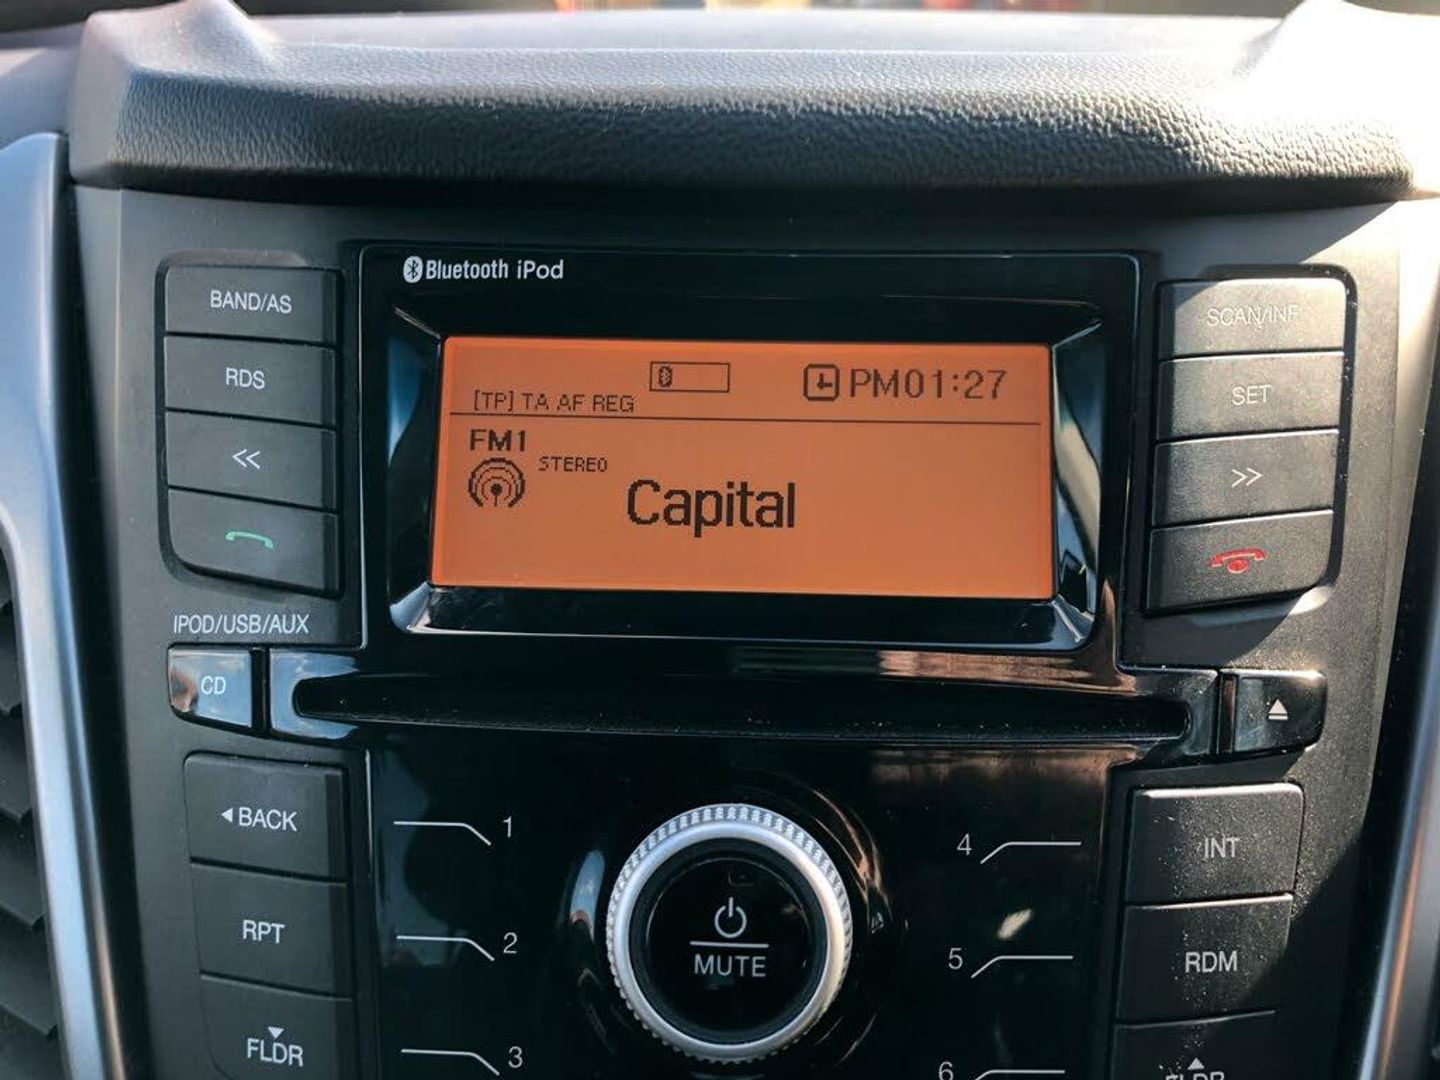 Bluetooth iPod
BAND/AS
RDS
<<
IPOD/USB/AUX
CD
◀BACK
RPT
FLDR
[TP] TA AF REG
PM01:27
FM1
STEREO
Capital
SCAN/INF
SET
>>
1
2
3
MUTE
4
5
6
INT
RDM
FLDR